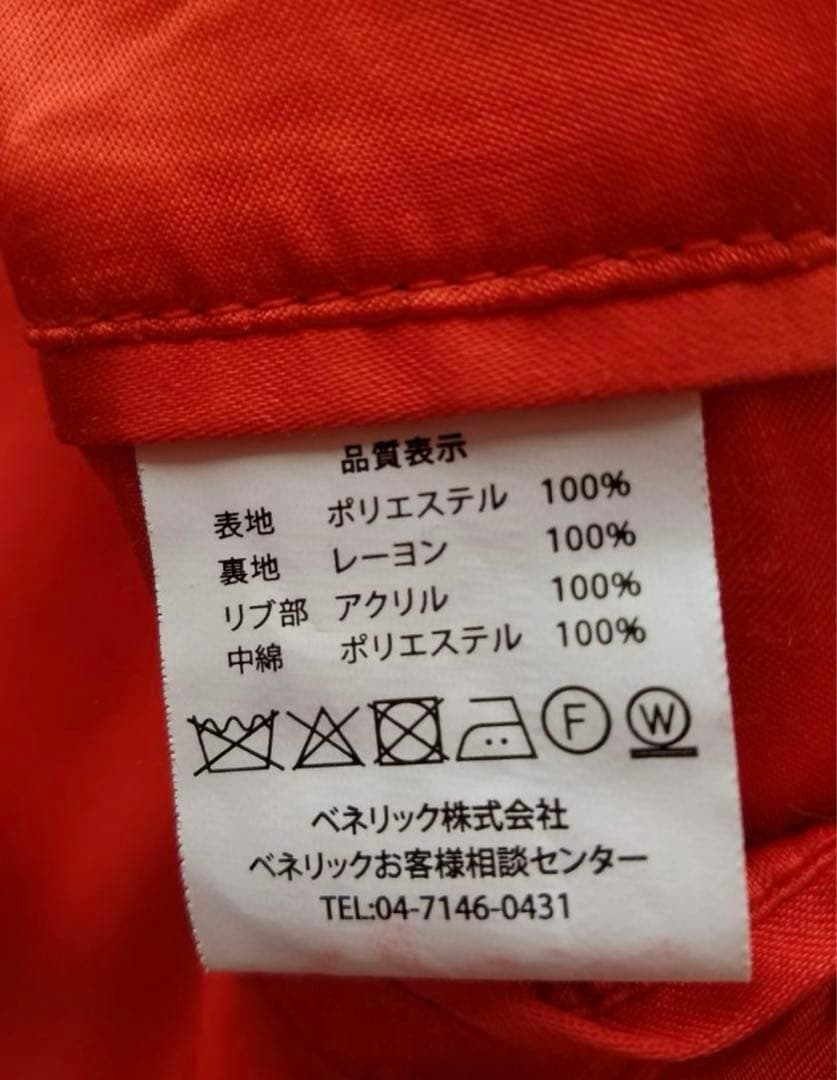 品質表示
表地 ポリエステル 100%
裏地 レーヨン 100%
リブ部 アクリル 100%
中綿 ポリエステル 100%
F W
ベネリック株式会社
ベネリックお客様相談センター
TEL:04-7146-0431